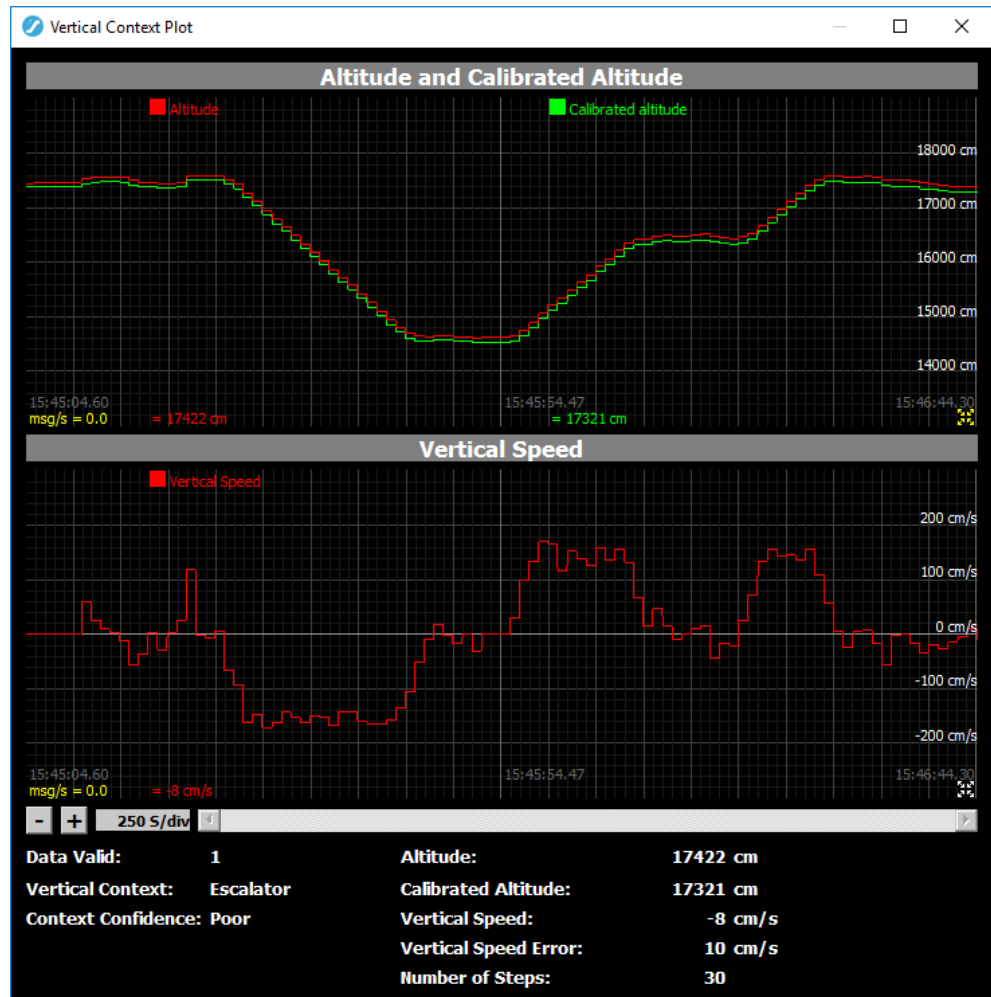 Vertical Context Plot
Altitude and Calibrated Altitude
Altitude Calibrated altitude
18000 cm
17000 cm
16000 cm
15000 cm
14000 cm
15:45:04.60 15:45:54.47 15:46:44.30
msg/s = 0.0 = 17422 cm = 17321 cm
Vertical Speed
Vertical Speed
200 cm/s
100 cm/s
0 cm/s
-100 cm/s
-200 cm/s
15:45:04.60 15:45:54.47 15:46:44.30
msg/s = 0.0 = -8 cm/s
- + 250 S/div
Data Valid: 1 Altitude: 17422 cm
Vertical Context: Escalator Calibrated Altitude: 17321 cm
Context Confidence: Poor Vertical Speed: -8 cm/s
Vertical Speed Error: 10 cm/s
Number of Steps: 30